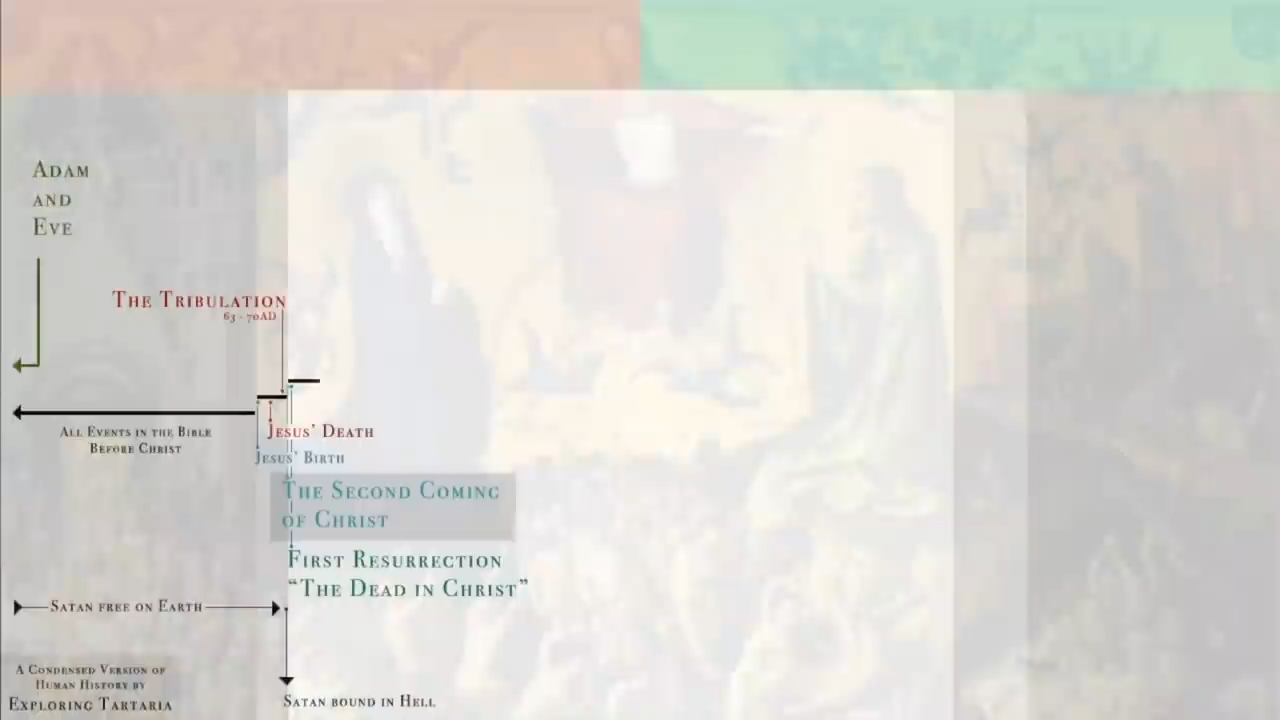 Adam
and
Eve
The Tribulation
63 - 70AD
All Events in the Bible
Before Christ
Jesus' Death
Jesus' Birth
The Second Coming
of Christ
First Resurrection
“The Dead in Christ”
Satan free on Earth
A Condensed Version of
Human History by
Exploring Tartaria
Satan bound in Hell